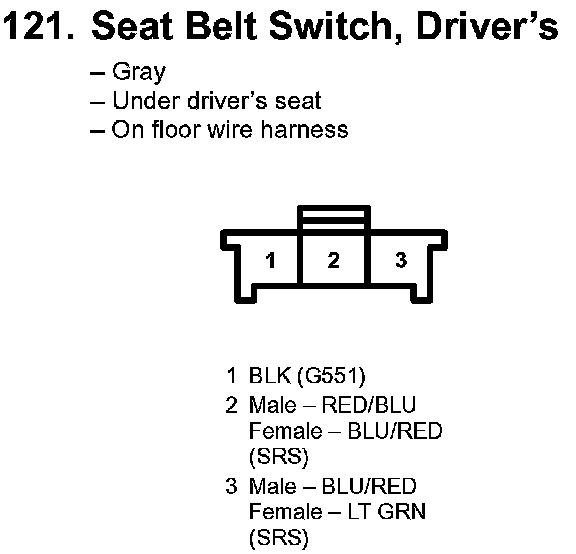 121. Seat Belt Switch, Driver’s
– Gray
– Under driver’s seat
– On floor wire harness
1 2 3
1 BLK (G551)
2 Male – RED/BLU
Female – BLU/RED
(SRS)
3 Male – BLU/RED
Female – LT GRN
(SRS)